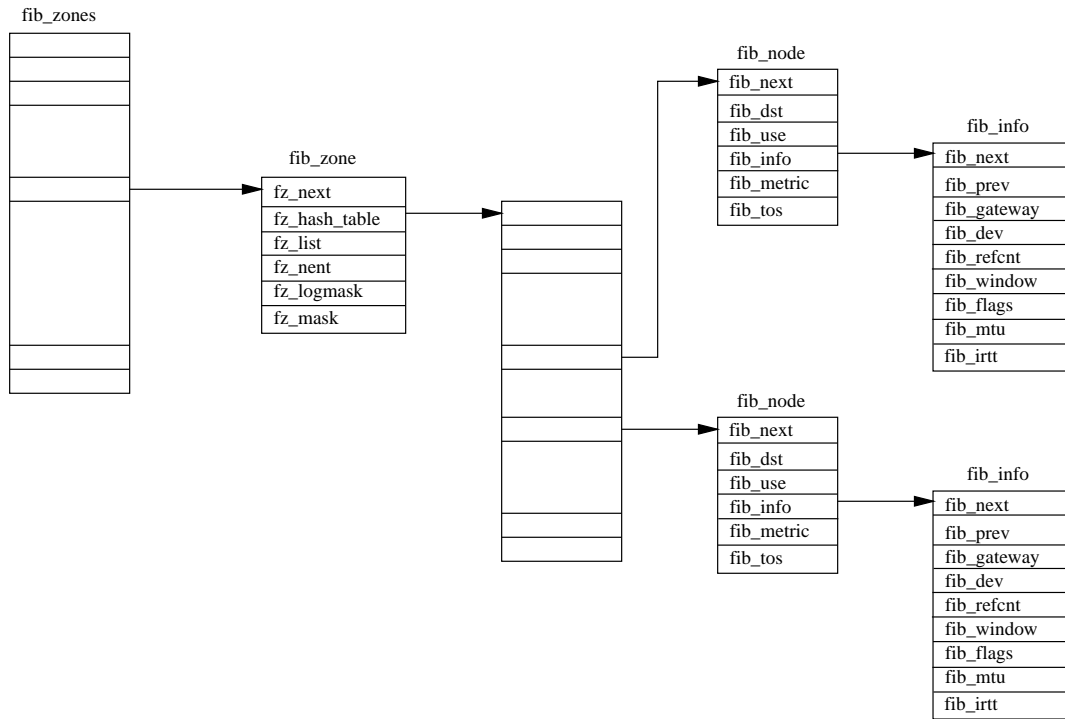 fib_zones
fib_zone
fz_next
fz_hash_table
fz_list
fz_nent
fz_logmask
fz_mask
fib_node
fib_next
fib_dst
fib_use
fib_info
fib_metric
fib_tos
fib_info
fib_next
fib_prev
fib_gateway
fib_dev
fib_refcnt
fib_window
fib_flags
fib_mtu
fib_irtt
fib_node
fib_next
fib_dst
fib_use
fib_info
fib_metric
fib_tos
fib_info
fib_next
fib_prev
fib_gateway
fib_dev
fib_refcnt
fib_window
fib_flags
fib_mtu
fib_irtt